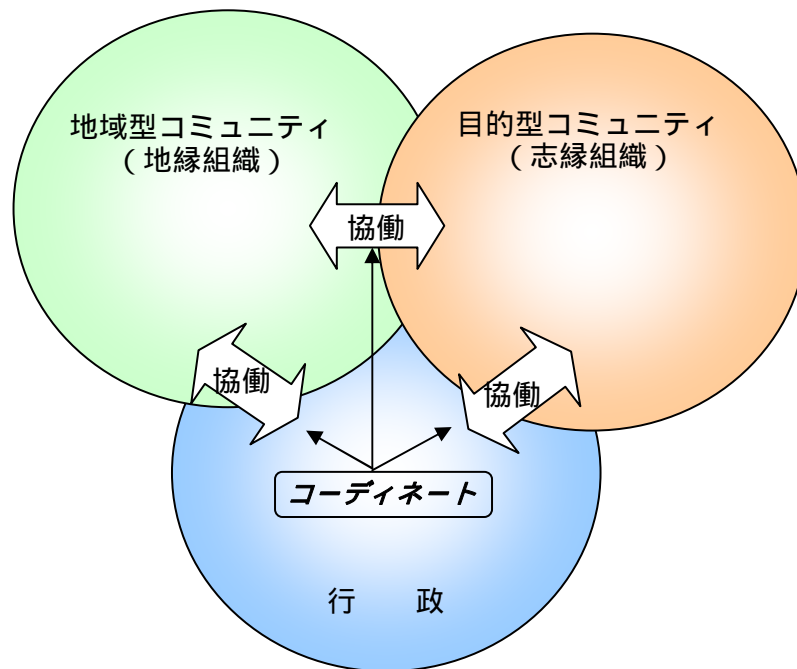 地域型コミュニティ
（地縁組織）
目的型コミュニティ
（志縁組織）
協働
協働
協働
コーディネート
行　　政